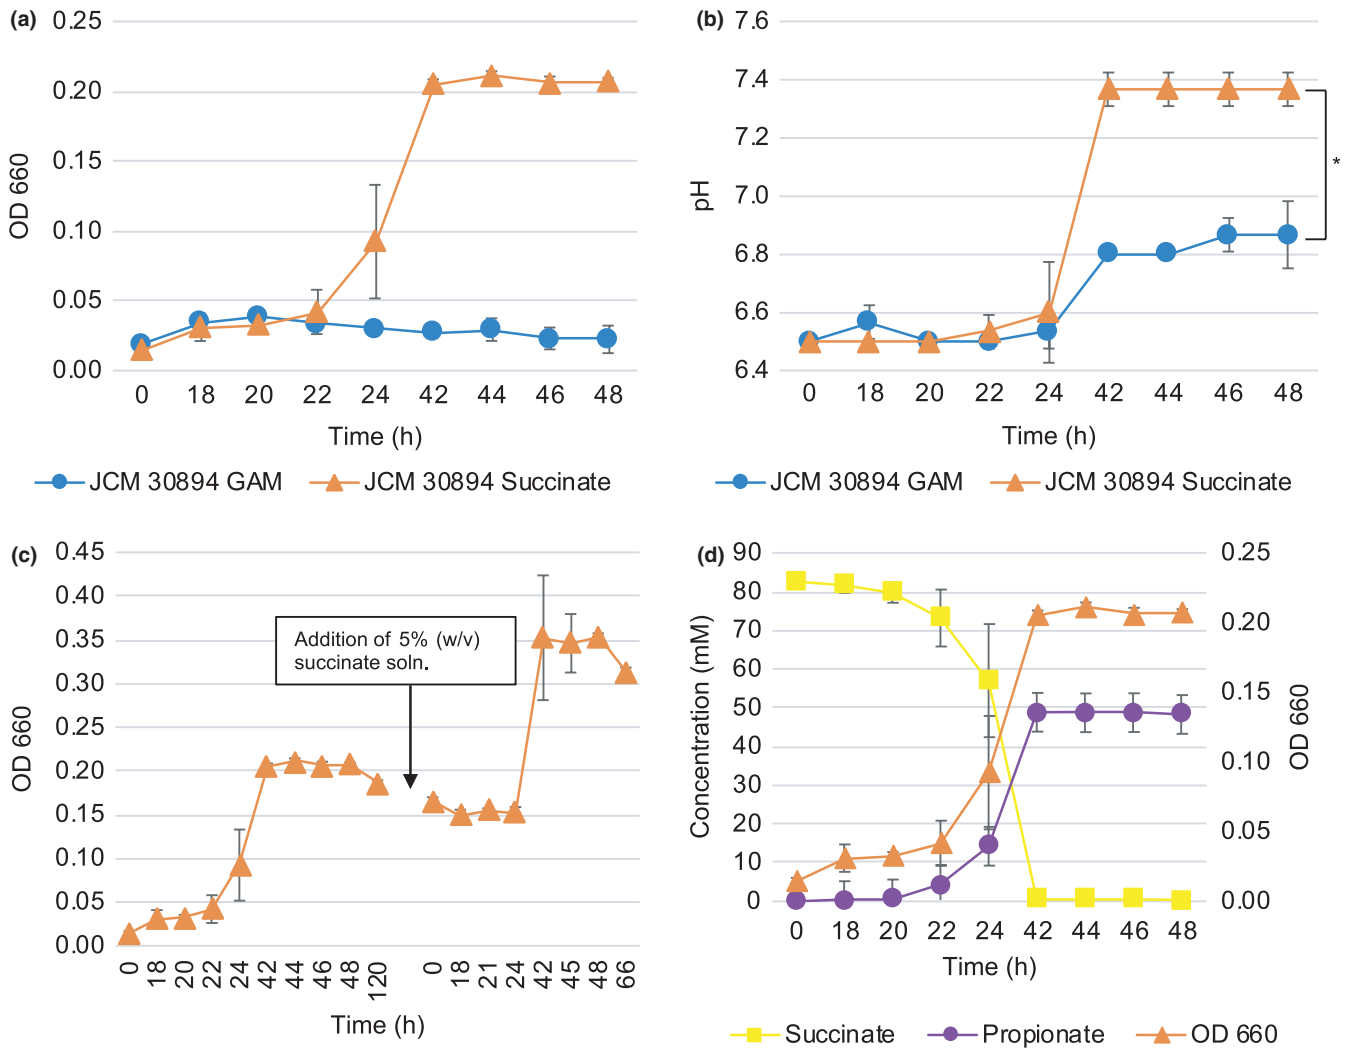 (a)
0.25
0.20
0.15
0.10
0.05
0.00
OD 660
0 18 20 22 24 42 44 46 48
Time (h)
JCM 30894 GAM JCM 30894 Succinate
(b)
7.6
7.4
7.2
7.0
6.8
6.6
6.4
pH
*
0 18 20 22 24 42 44 46 48
Time (h)
JCM 30894 GAM JCM 30894 Succinate
(c)
0.45
0.40
0.35
0.30
0.25
0.20
0.15
0.10
0.05
0.00
OD 660
Addition of 5% (w/v)
succinate soln.
0 18 20 22 24 42 44 46 48 120 0 18 21 24 42 45 48 66
Time (h)
(d)
90
80
70
60
50
40
30
20
10
0
Concentration (mM)
0.25
0.20
0.15
0.10
0.05
0.00
OD 660
0 18 20 22 24 42 44 46 48
Time (h)
Succinate Propionate OD 660